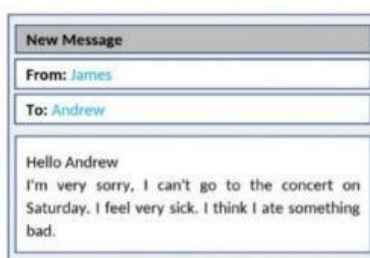 New Message
From: James
To: Andrew
Hello Andrew
I'm very sorry, I can't go to the concert on
Saturday. I feel very sick. I think I ate something
bad.